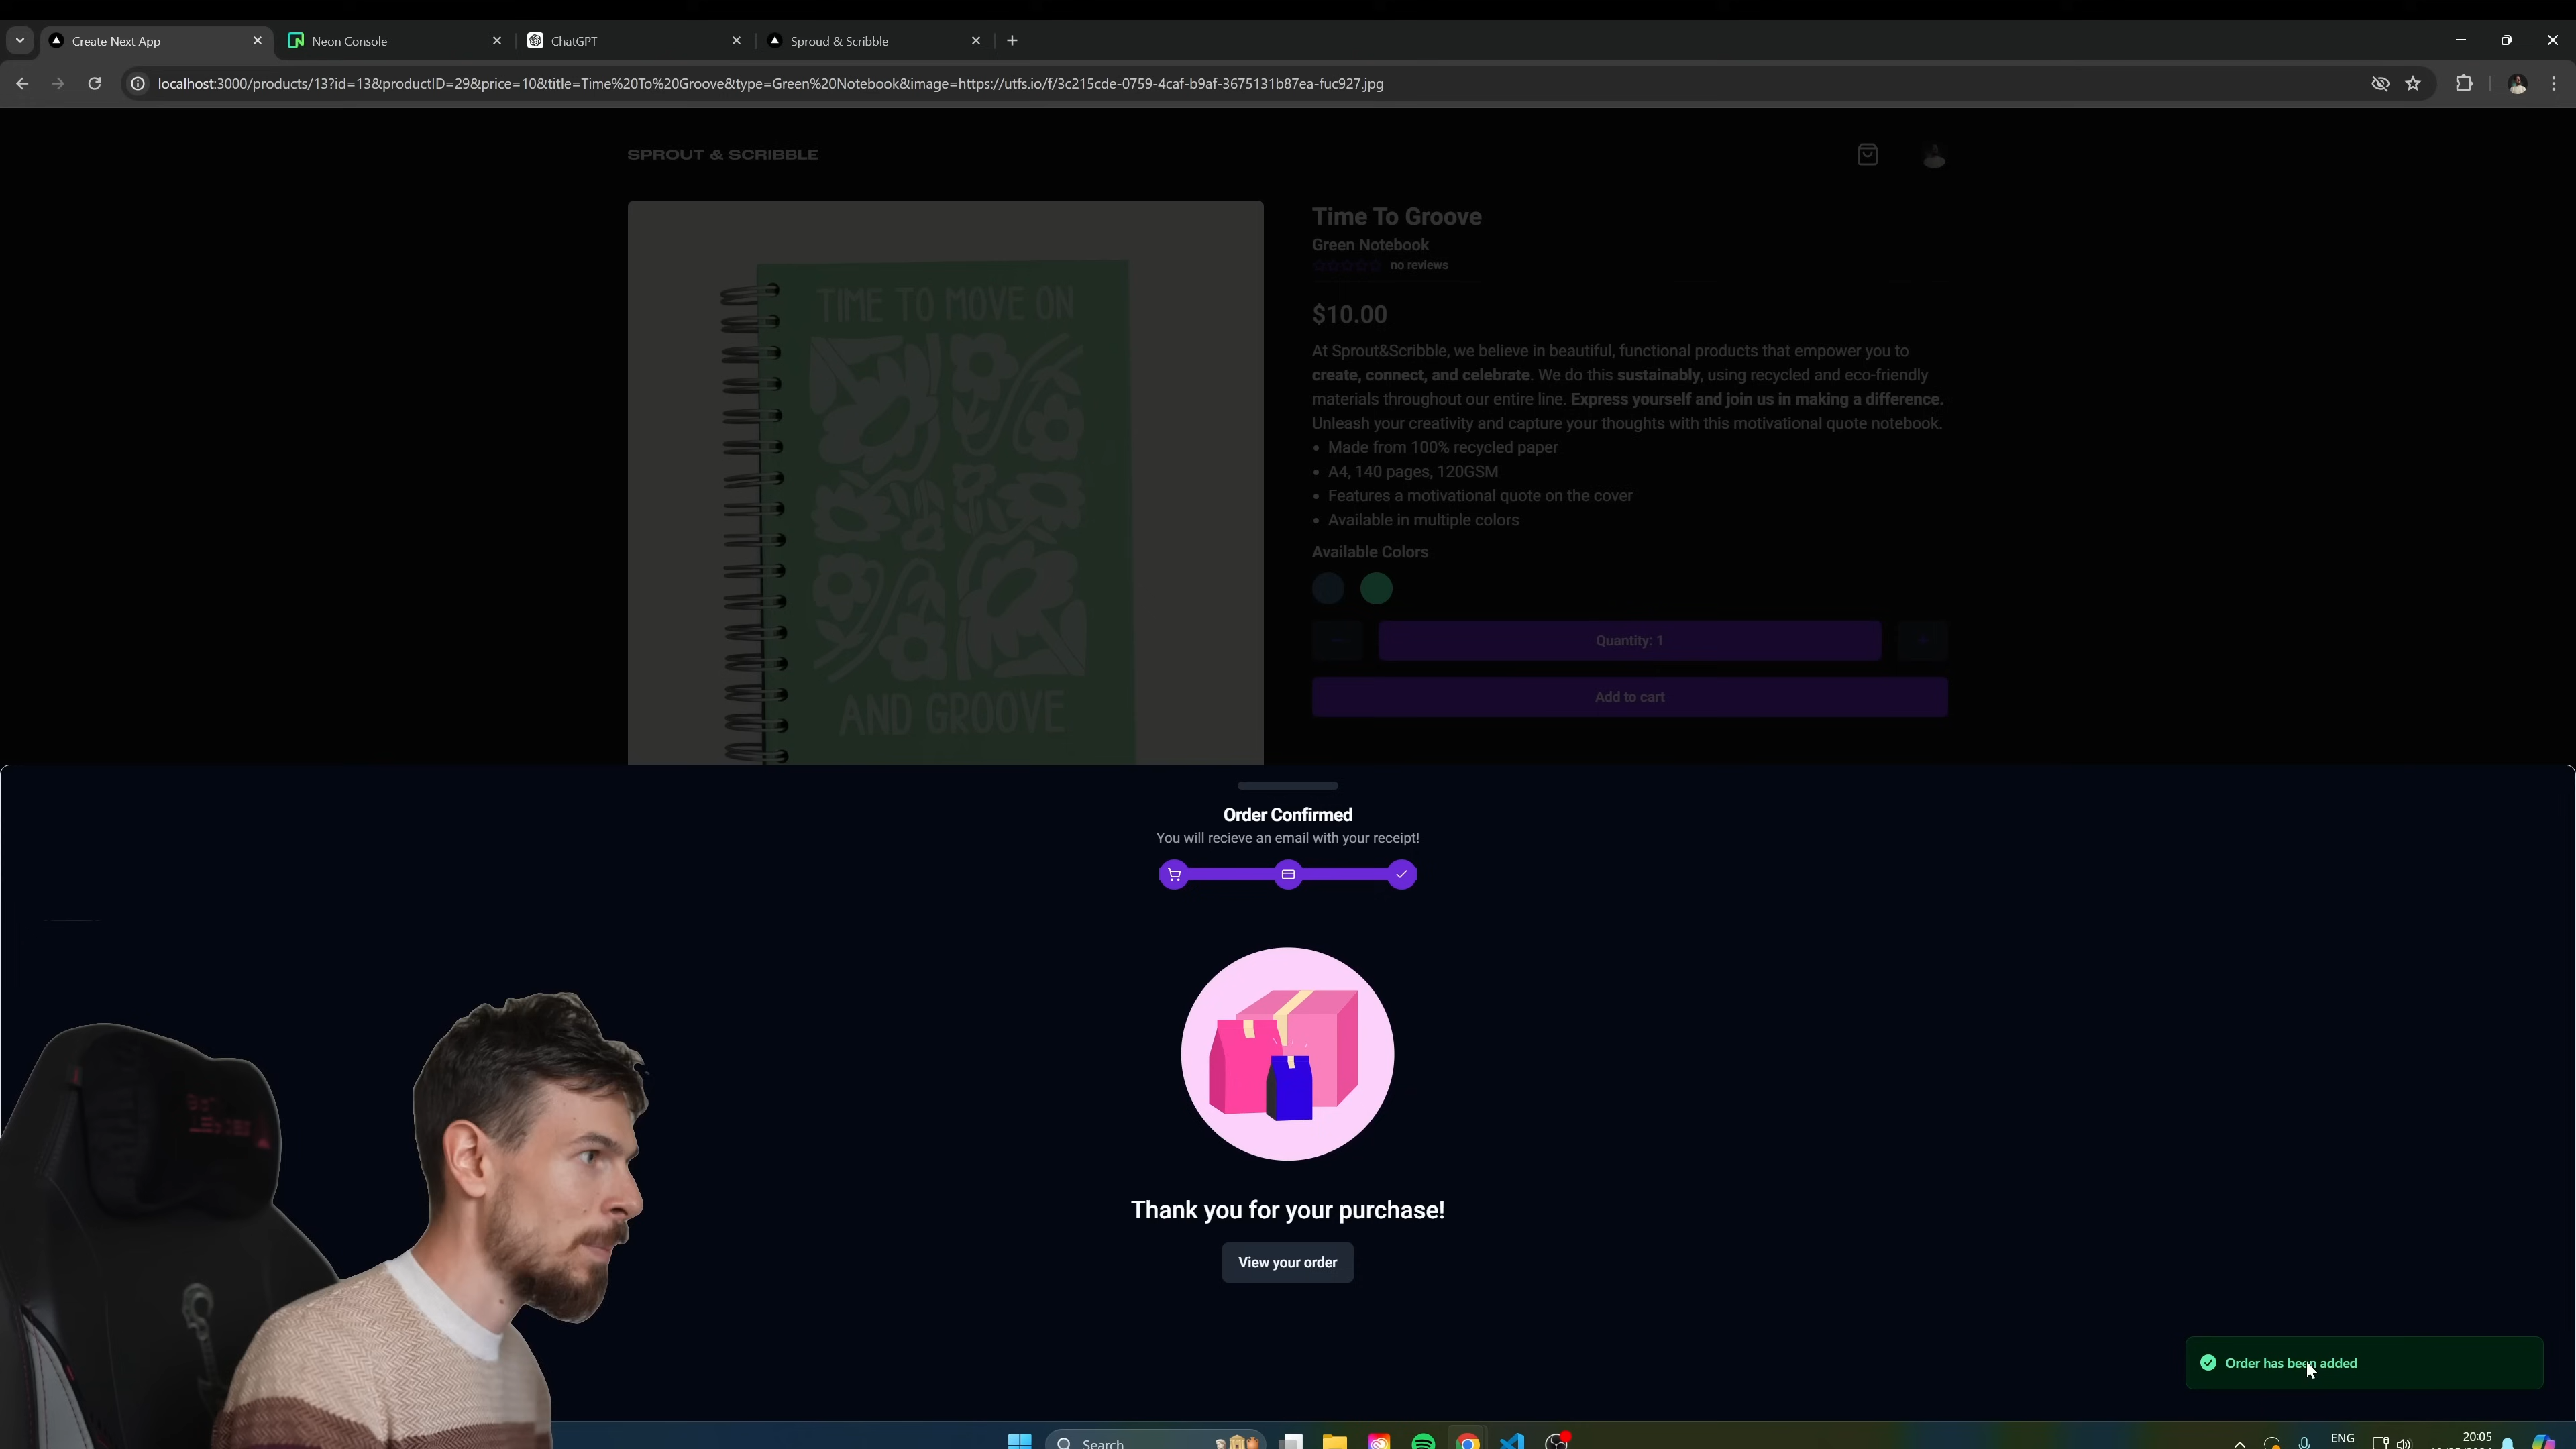 Create Next App
Neon Console
ChatGPT
Sproud & Scribble
localhost:3000/products/13?id=13&productID=29&price=10&title=Time%20To%20Groove&type=Green%20Notebook&image=https://utfs.io/f/3c215cde-0759-4caf-b9af-3675131b87ea-fuc927.jpg
SPROUT & SCRIBBLE
TIME TO MOVE ON
AND GROOVE
Time To Groove
Green Notebook
no reviews
$10.00
At Sprout&Scribble, we believe in beautiful, functional products that empower you to
create, connect, and celebrate. We do this sustainably, using recycled and eco-friendly
materials throughout our entire line. Express yourself and join us in making a difference.
Unleash your creativity and capture your thoughts with this motivational quote notebook.
• Made from 100% recycled paper
• A4, 140 pages, 120GSM
• Features a motivational quote on the cover
• Available in multiple colors
Available Colors
Quantity: 1
Add to cart
Order Confirmed
You will recieve an email with your receipt!
Thank you for your purchase!
View your order
Order has been added
Search
ENG
20:05